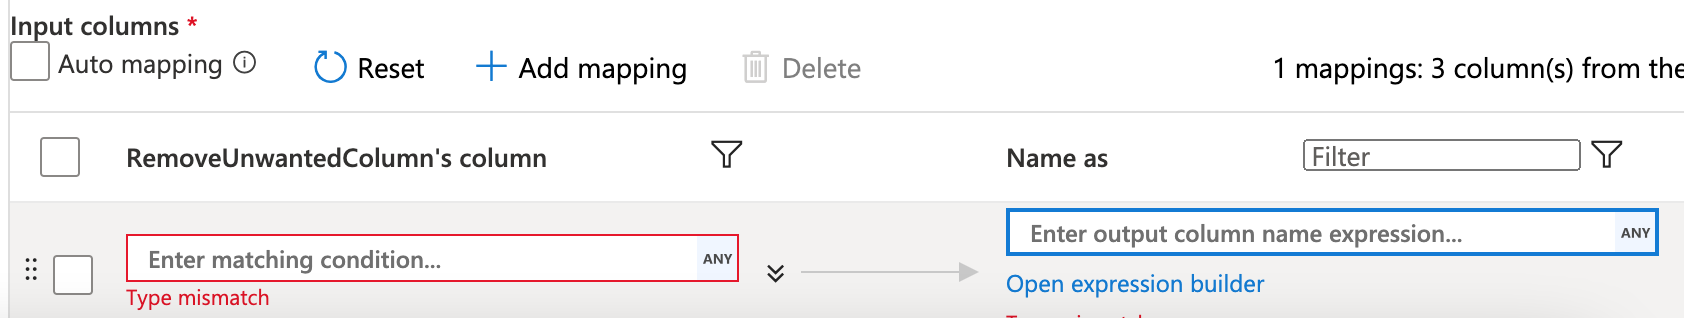 Input columns *
Auto mapping
Reset
Add mapping
Delete
1 mappings: 3 column(s) from the
RemoveUnwantedColumn's column
Name as
Filter
Enter matching condition...
ANY
Type mismatch
Enter output column name expression...
ANY
Open expression builder